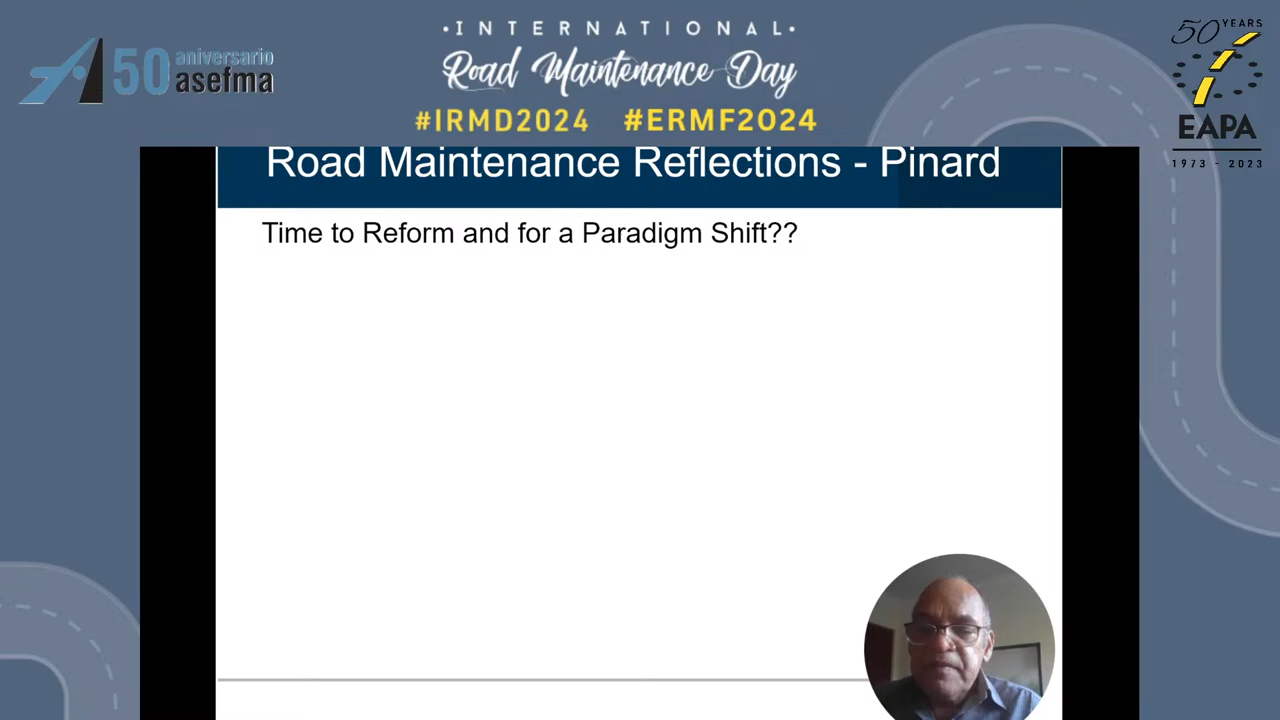 ·INTERNATIONAL·
Road Maintenance Day
#IRMD2024 #ERMF2024
50 aniversario
asefma
50 YEARS
EAPA
1973 - 2023
Road Maintenance Reflections - Pinard
Time to Reform and for a Paradigm Shift??